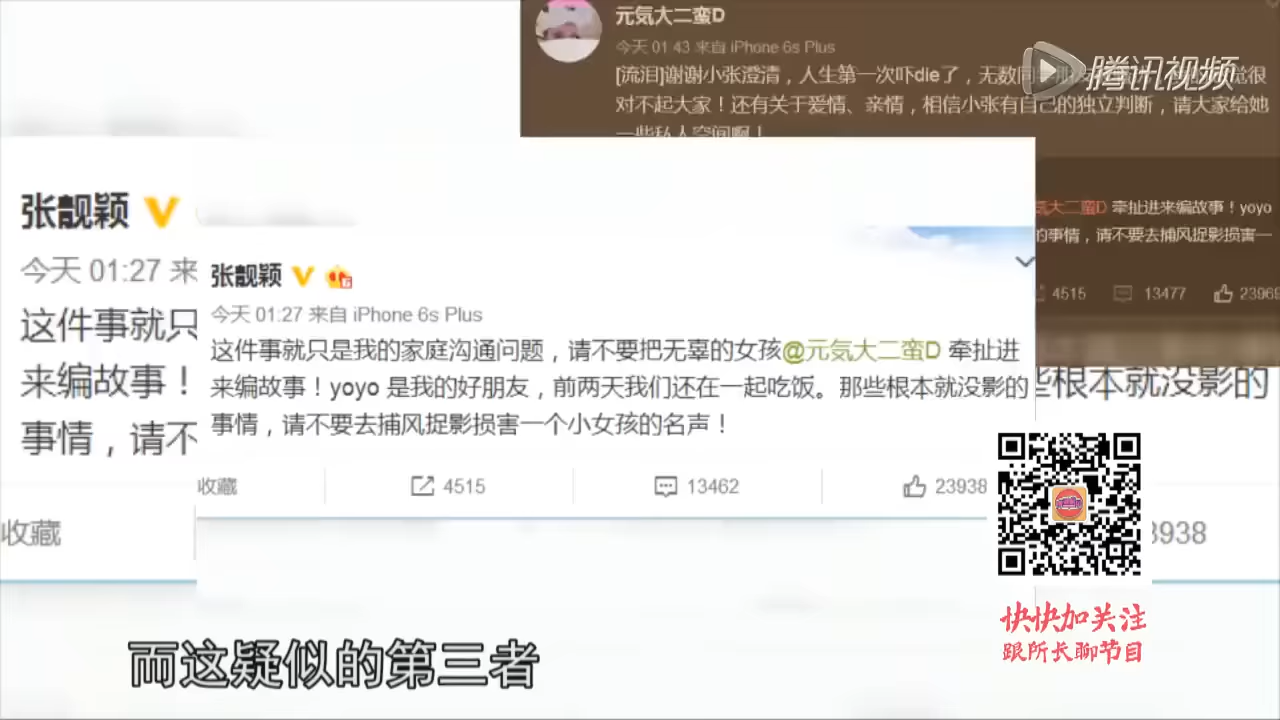 元気大二蛮D
今天 01 43 来自 iPhone 6s Plus
腾讯视频
[流泪]谢谢小张澄清，人生第一次吓die了，无数同
觉很
对不起大家！还有关于爱情、亲情，相信小张有自己的独立判断，请大家给她
一些私人空间啊！
気大二蛮D 牵扯进来编故事！yoyo
的事情，请不要去捕风捉影损害一
4515 13477 2396
张靓颖
今天 01:27 来
这件事就只
来编故事！
事情，请不
收藏
张靓颖
今天 01:27 来自 iPhone 6s Plus
这件事就只是我的家庭沟通问题，请不要把无辜的女孩@元気大二蛮D 牵扯进
来编故事！yoyo 是我的好朋友，前两天我们还在一起吃饭。那些根本就没影的
事情，请不要去捕风捉影损害一个小女孩的名声！
收藏 4515 13462 23938
些根本就没影的
3938
快快加关注
跟所长聊节目
而这疑似的第三者